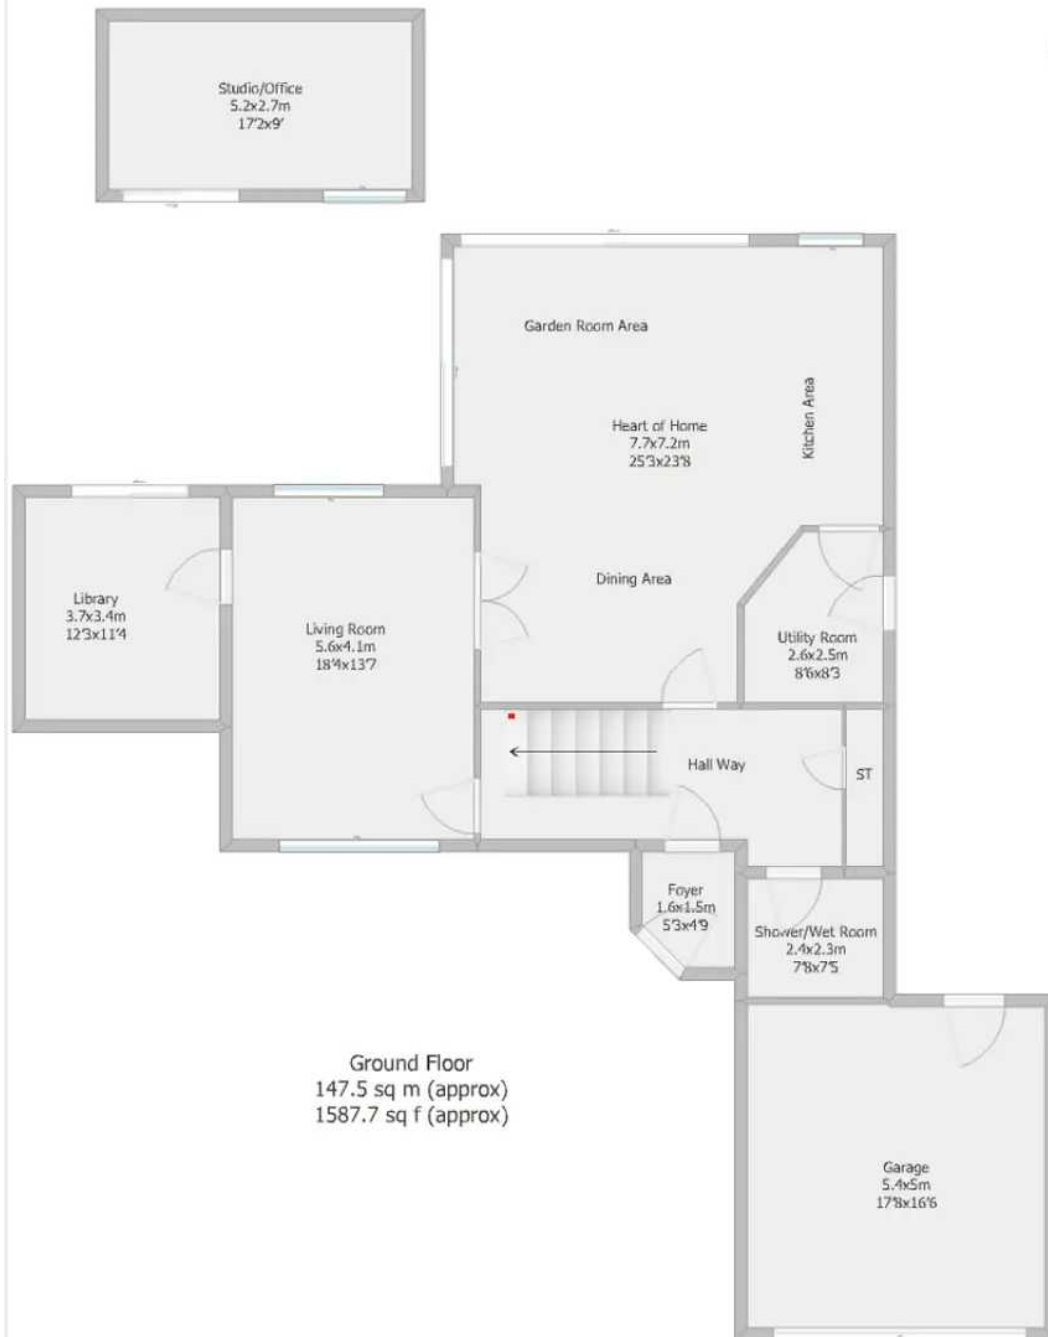 Studio/Office
5.2x2.7m
17'2x9'
Garden Room Area
Heart of Home
7.7x7.2m
25'3x23'8
Kitchen Area
Dining Area
Library
3.7x3.4m
12'3x11'4
Living Room
5.6x4.1m
18'4x13'7
Utility Room
2.6x2.5m
8'6x8'3
Hall Way
ST
Foyer
1.6x1.5m
5'3x4'9
Shower/Wet Room
2.4x2.3m
7'8x7'5
Ground Floor
147.5 sq m (approx)
1587.7 sq f (approx)
Garage
5.4x5m
17'8x16'6